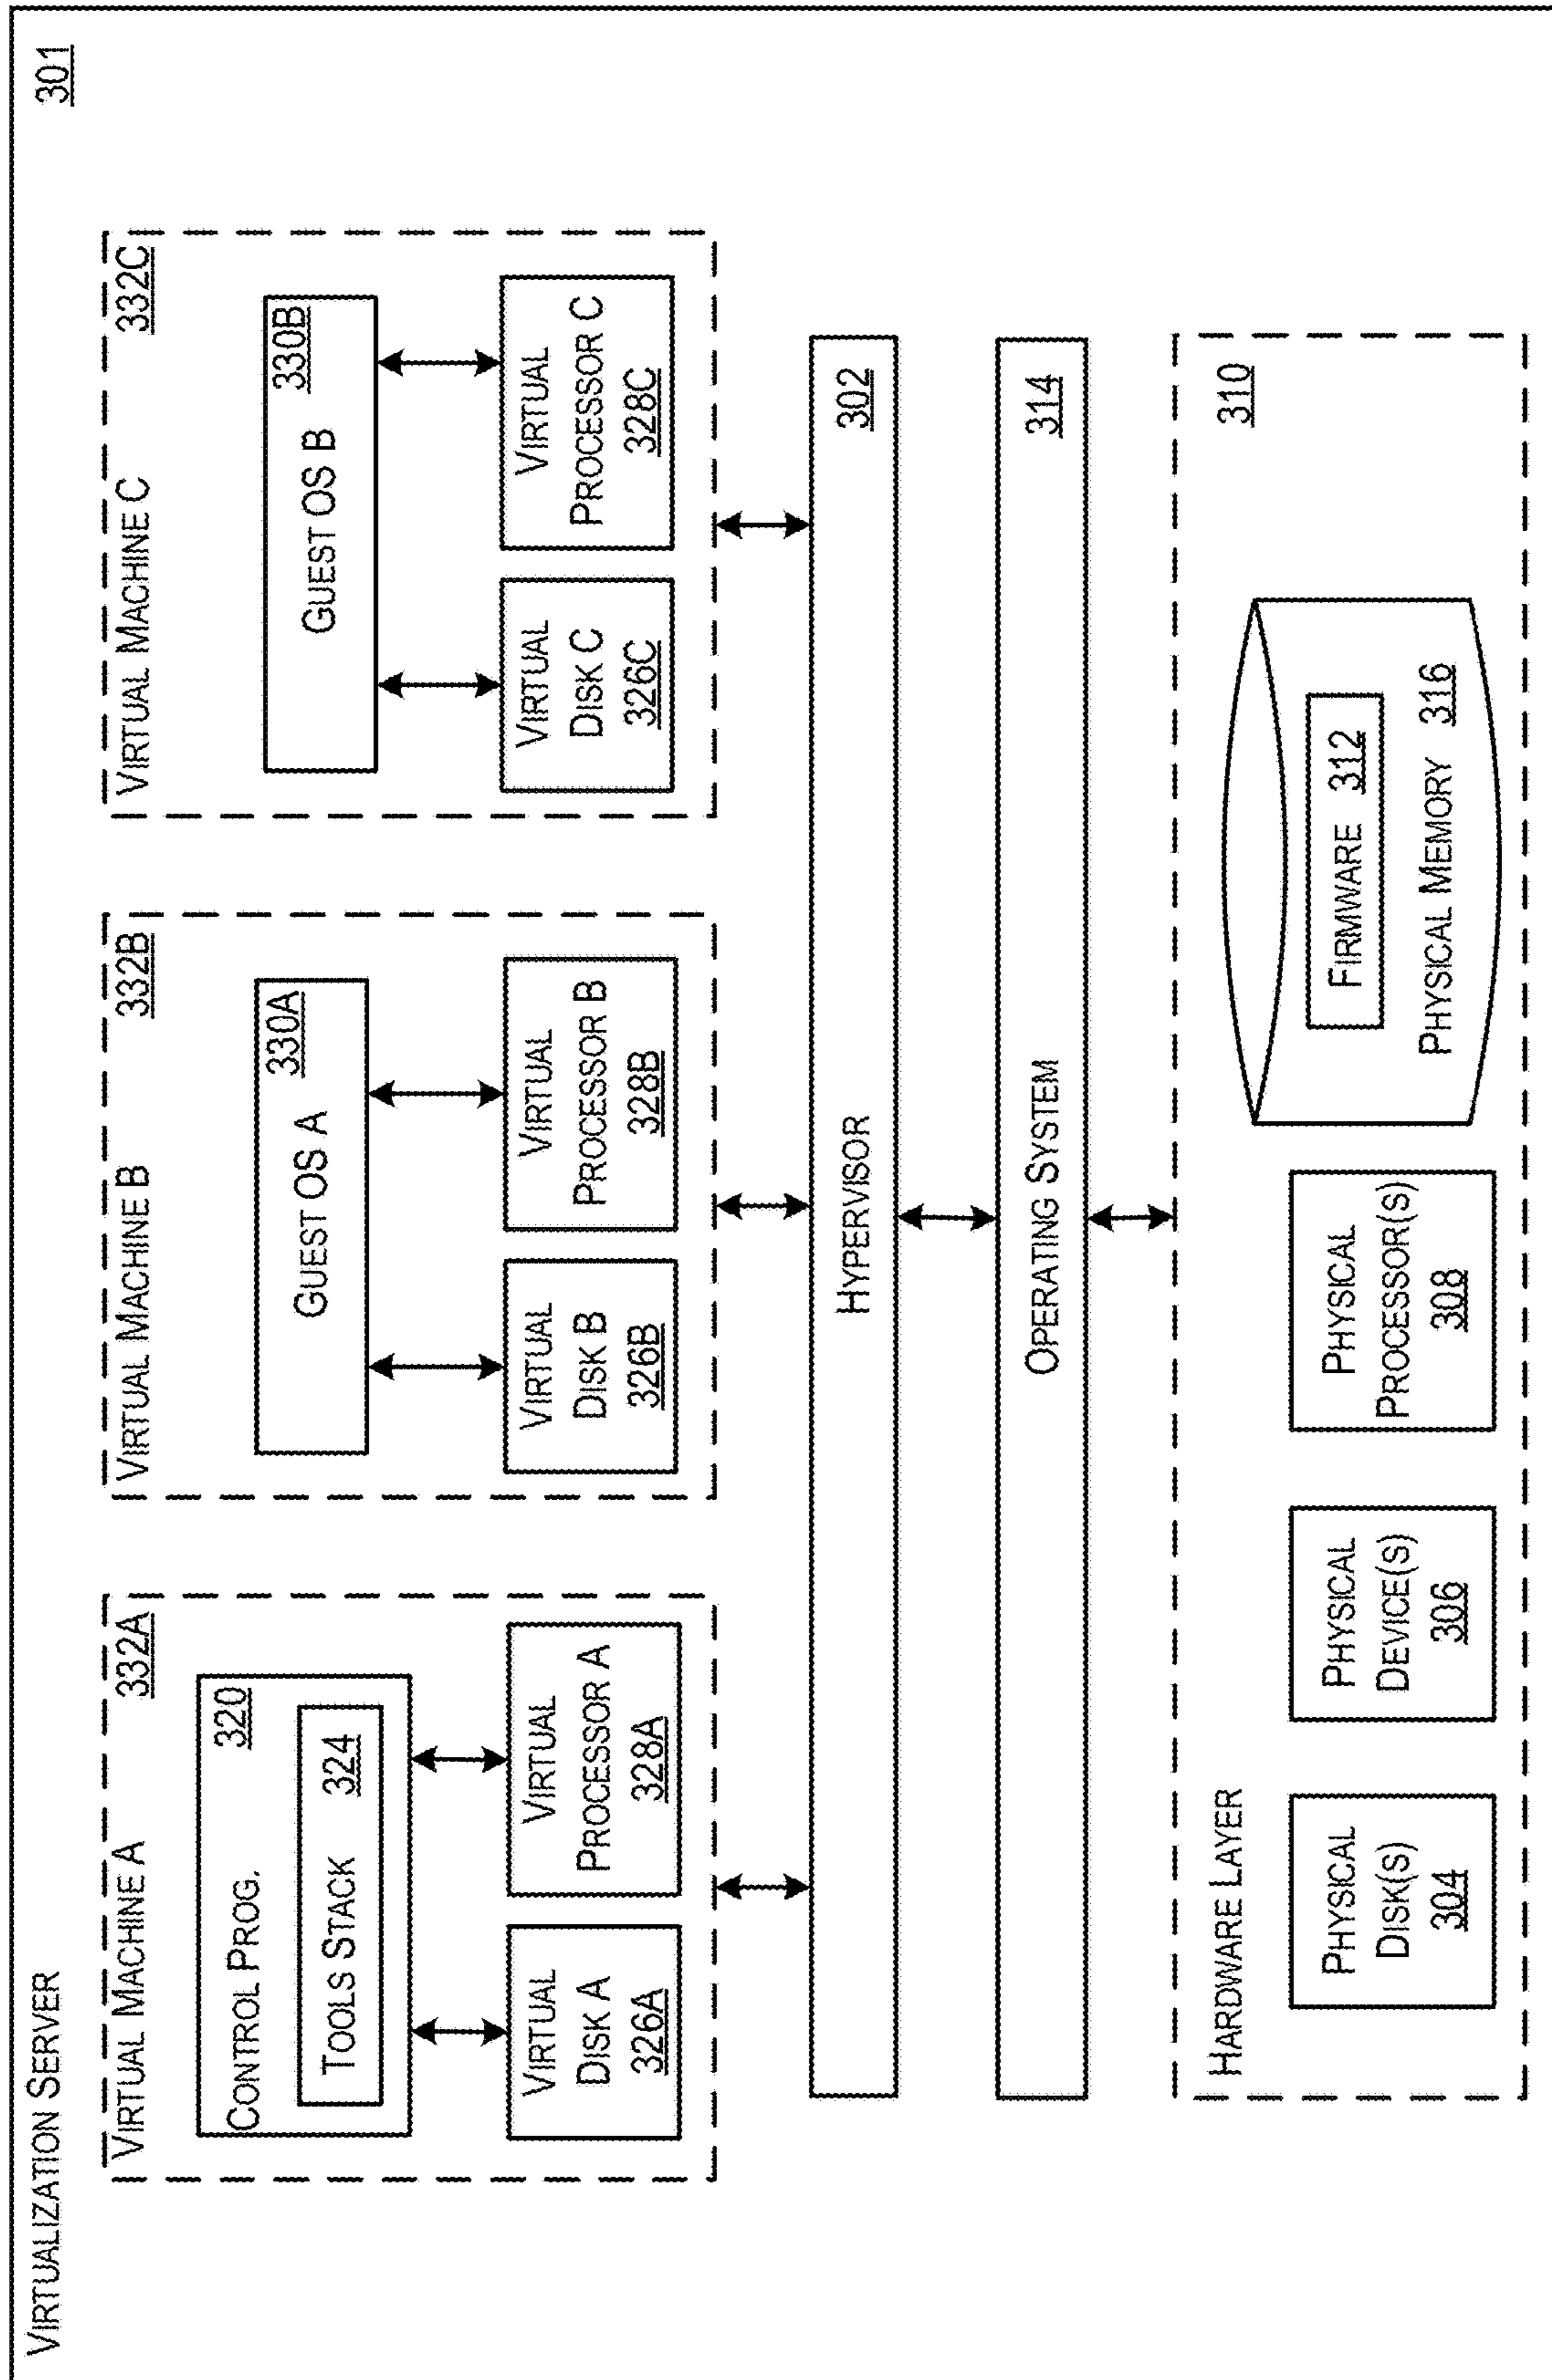 VIRTUALIZATION SERVER
301
VIRTUAL MACHINE A
332A
CONTROL PROG.
320
TOOLS STACK
324
VIRTUAL
DISK A
326A
VIRTUAL
PROCESSOR A
328A
VIRTUAL MACHINE B
332B
GUEST OS A
330A
VIRTUAL
DISK B
326B
VIRTUAL
PROCESSOR B
328B
VIRTUAL MACHINE C
332C
GUEST OS B
330B
VIRTUAL
DISK C
326C
VIRTUAL
PROCESSOR C
328C
HYPERVISOR
302
OPERATING SYSTEM
314
HARDWARE LAYER
310
PHYSICAL
DISK(S)
304
PHYSICAL
DEVICE(S)
306
PHYSICAL
PROCESSOR(S)
308
FIRMWARE 312
PHYSICAL MEMORY 316